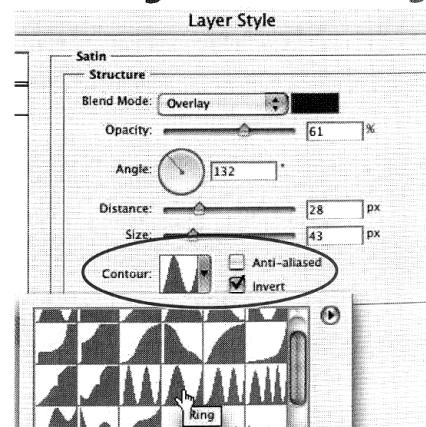 Layer Style
Satin
Structure
Blend Mode: Overlay
Opacity: 61 %
Angle: 132 °
Distance: 28 px
Size: 43 px
Contour: Anti-aliased
Invert
Ring